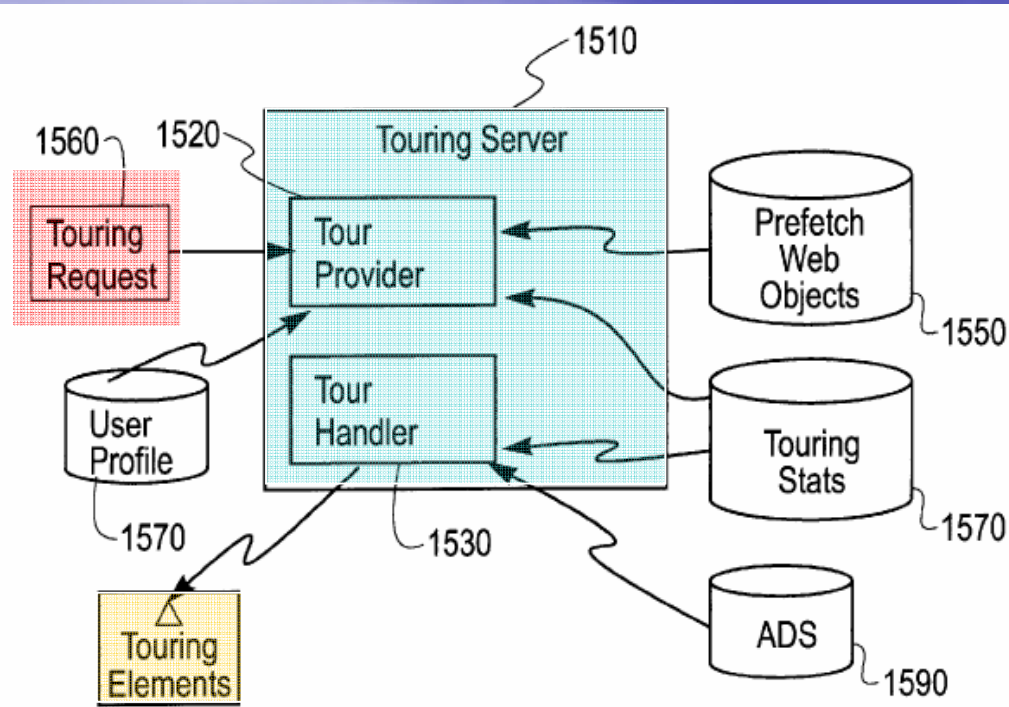 1510
1560
1520
Touring Server
Touring
Request
Tour
Provider
Prefetch
Web
Objects
1550
User
Profile
1570
Tour
Handler
1530
Touring
Stats
1570
Touring
Elements
ADS
1590